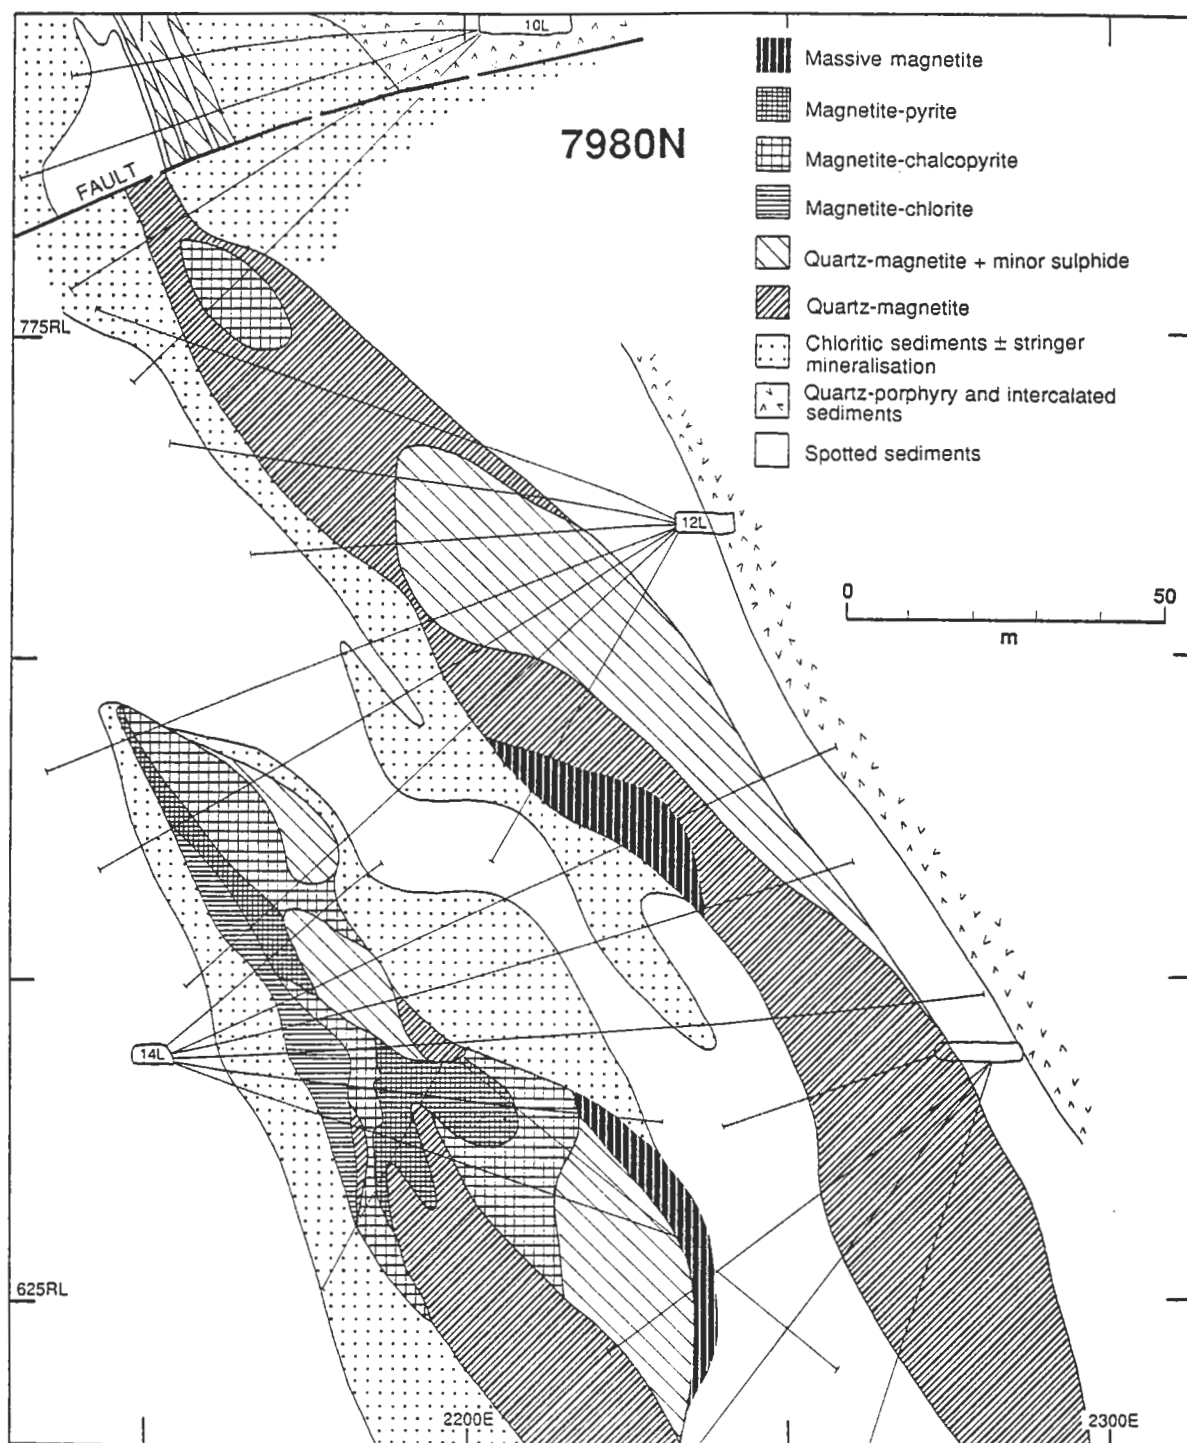 10L
7980N
FAULT
775RL
Massive magnetite
Magnetite-pyrite
Magnetite-chalcopyrite
Magnetite-chlorite
Quartz-magnetite + minor sulphide
Quartz-magnetite
Chloritic sediments ± stringer
mineralisation
Quartz-porphyry and intercalated
sediments
Spotted sediments
12L
0
50
m
14L
625RL
2200E
2300E